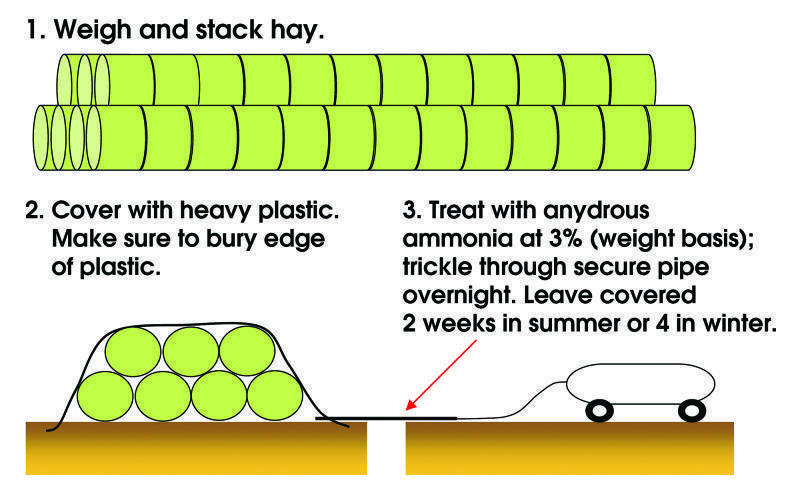 1. Weigh and stack hay.
2. Cover with heavy plastic.
Make sure to bury edge
of plastic.
3. Treat with anydrous
ammonia at 3% (weight basis);
trickle through secure pipe
overnight. Leave covered
2 weeks in summer or 4 in winter.